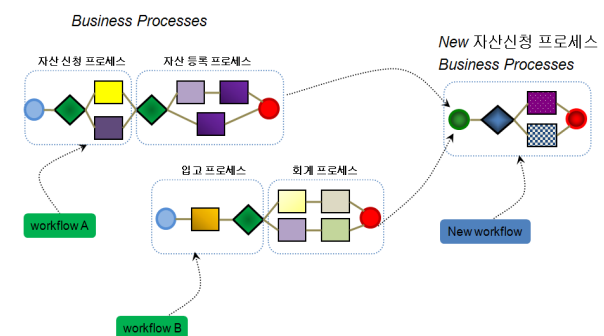 Business Processes
자산 신청 프로세스
자산 등록 프로세스
New 자산신청 프로세스
Business Processes
입고 프로세스
회계 프로세스
workflow A
New workflow
workflow B